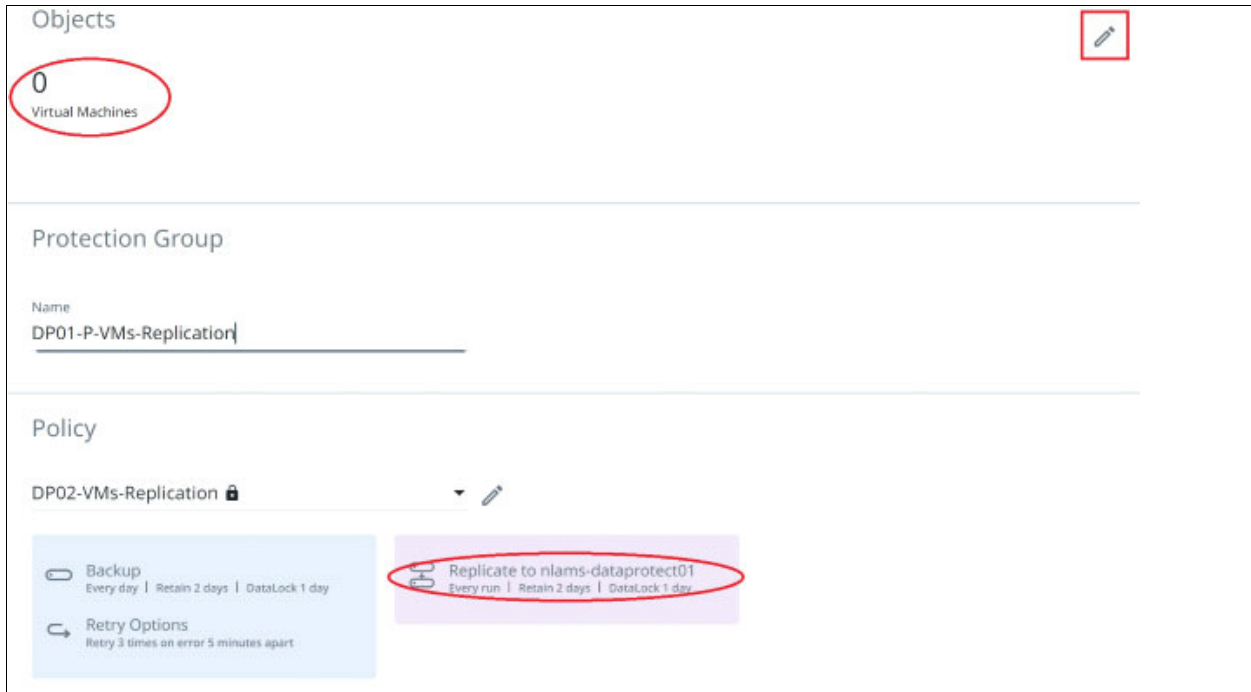 Objects
0
Virtual Machines
Protection Group
Name
DP01-P-VMs-Replication
Policy
DP02-VMs-Replication
Backup
Every day | Retain 2 days | DataLock 1 day
Retry Options
Retry 3 times on error 5 minutes apart
Replicate to nlams-dataprotect01
Every run | Retain 2 days | DataLock 1 day